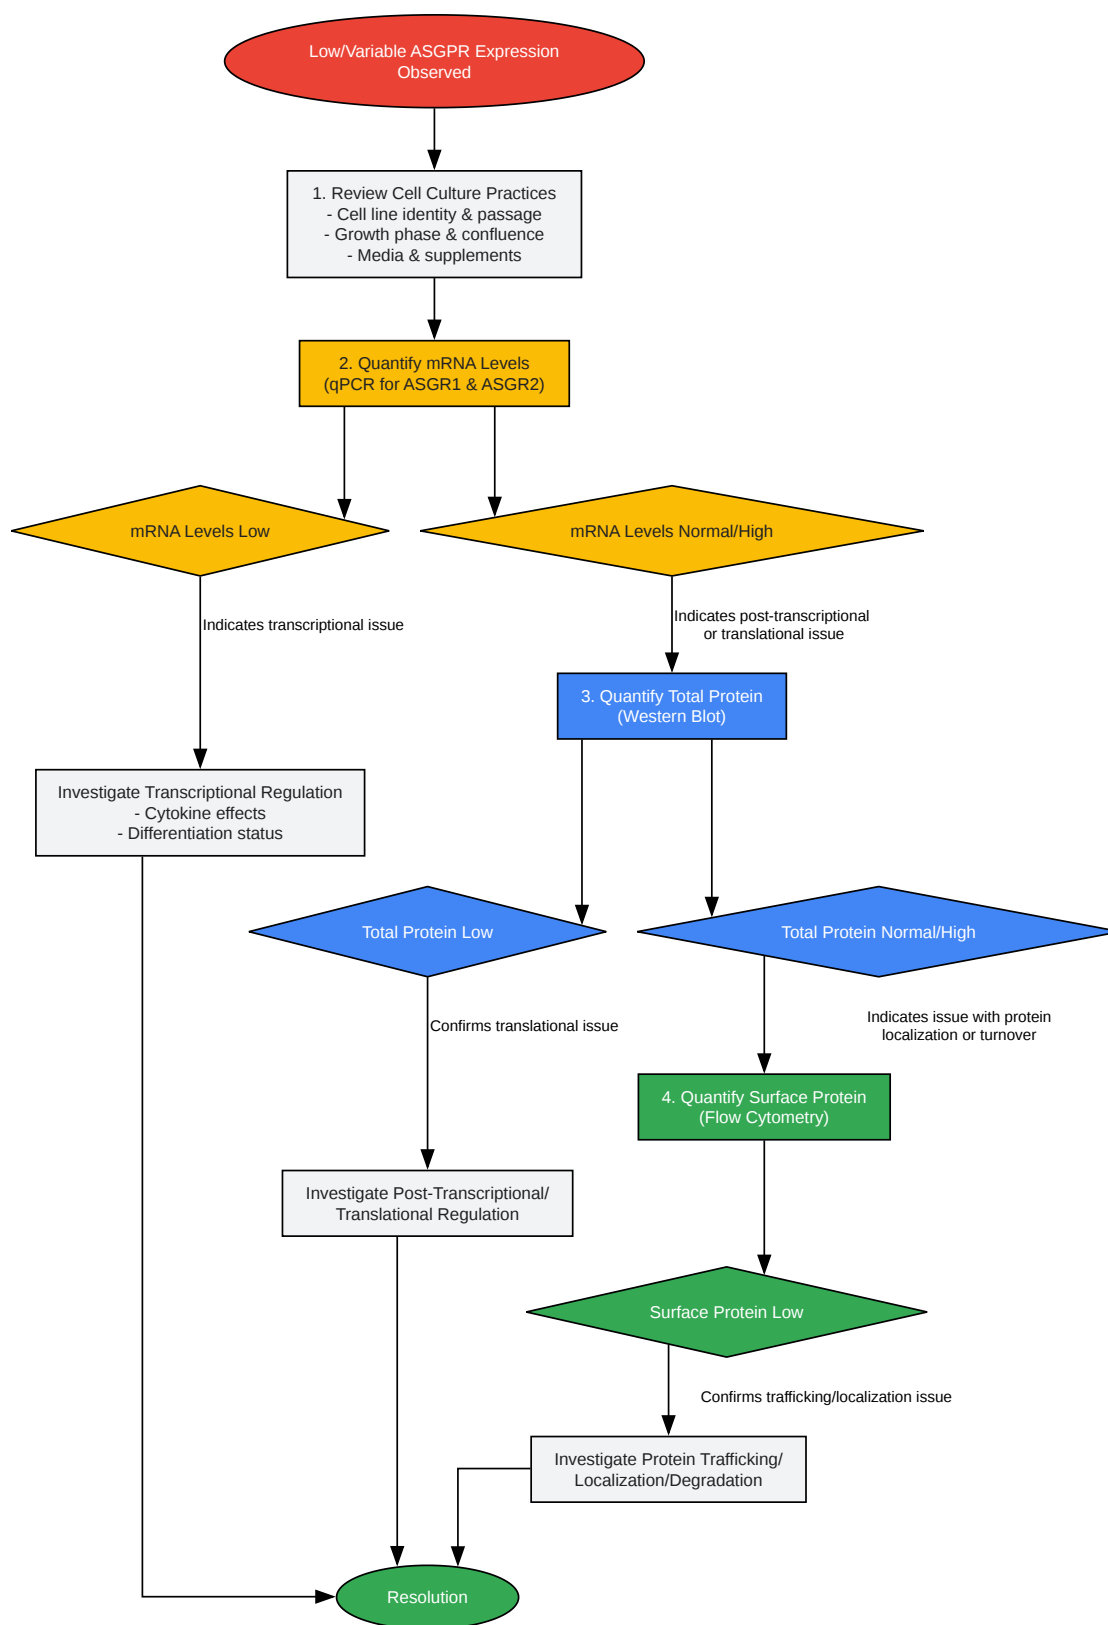 Low/Variable ASGPR Expression
Observed
1. Review Cell Culture Practices
- Cell line identity & passage
- Growth phase & confluence
- Media & supplements
2. Quantify mRNA Levels
(qPCR for ASGR1 & ASGR2)
mRNA Levels Low
mRNA Levels Normal/High
Indicates transcriptional issue
Indicates post-transcriptional
or translational issue
3. Quantify Total Protein
(Western Blot)
Investigate Transcriptional Regulation
- Cytokine effects
- Differentiation status
Total Protein Low
Total Protein Normal/High
Confirms translational issue
Indicates issue with protein
localization or turnover
4. Quantify Surface Protein
(Flow Cytometry)
Investigate Post-Transcriptional/
Translational Regulation
Surface Protein Low
Confirms trafficking/localization issue
Investigate Protein Trafficking/
Localization/Degradation
Resolution